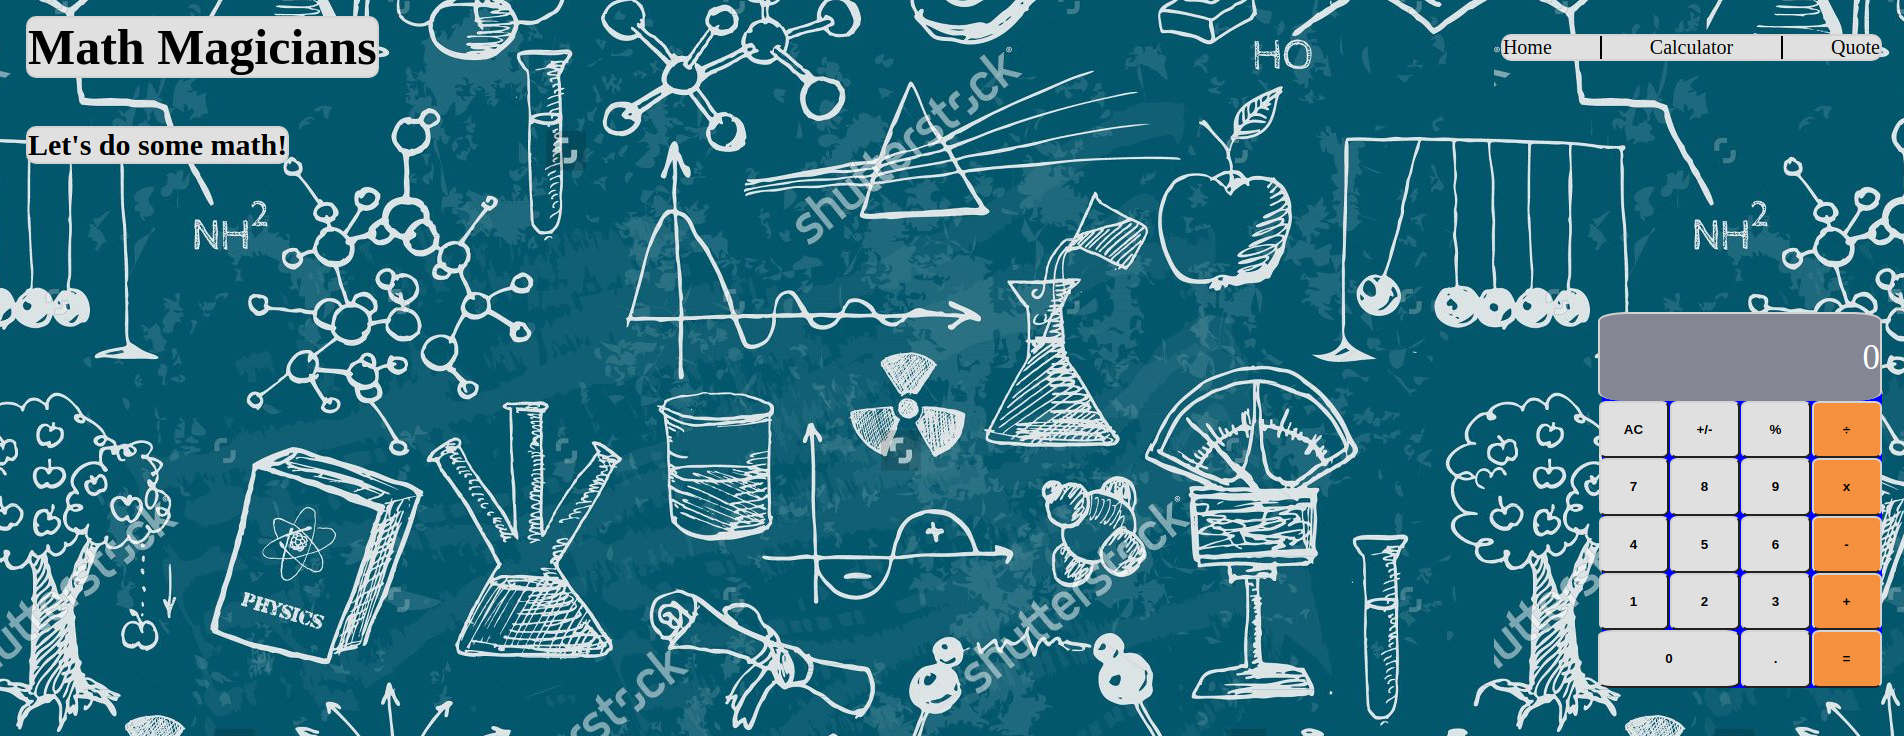 Math Magicians
Home
Calculator
Quote
HO
Let's do some math!
shutterstock
NH2
NH2
0
AC
+/-
%
÷
7
8
9
x
4
5
6
-
1
2
3
+
0
.
=
PHYSICS
+
-
shutterstock